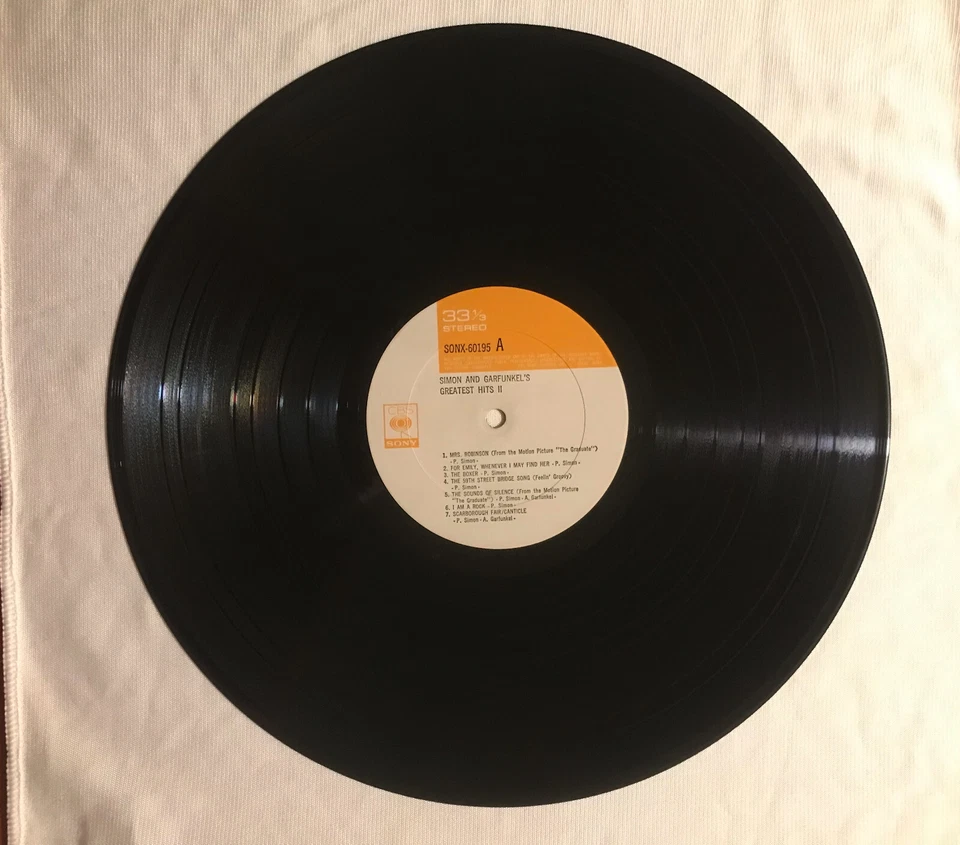 33 1/3
STEREO
SONX-60195 A
SIMON AND GARFUNKEL'S
GREATEST HITS II
CBS
SONY
1. MRS. ROBINSON (From the Motion Picture "The Graduate")
- P. Simon -
2. FOR EMILY, WHENEVER I MAY FIND HER - P. Simon -
3. THE BOXER - P. Simon -
4. THE 59TH STREET BRIDGE SONG (Feelin' Groovy)
- P. Simon -
5. THE SOUNDS OF SILENCE (From the Motion Picture
"The Graduate") - P. Simon - A. Garfunkel -
6. I AM A ROCK - P. Simon -
7. SCARBOROUGH FAIR/CANTICLE
- P. Simon - A. Garfunkel -